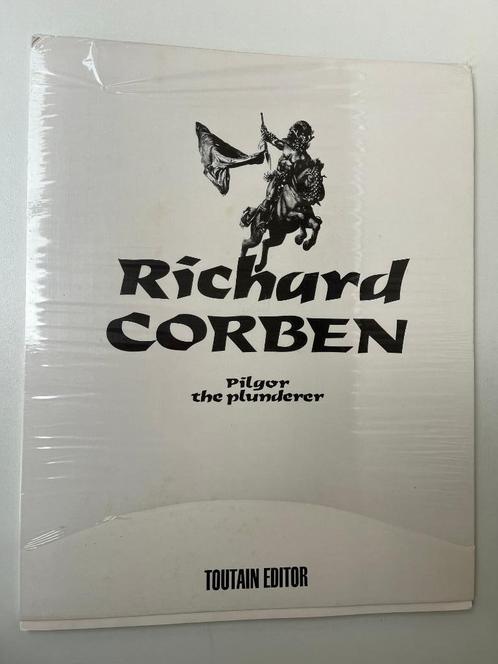 Richard
CORBEN
Pilgor
the plunderer
TOUTAIN EDITOR